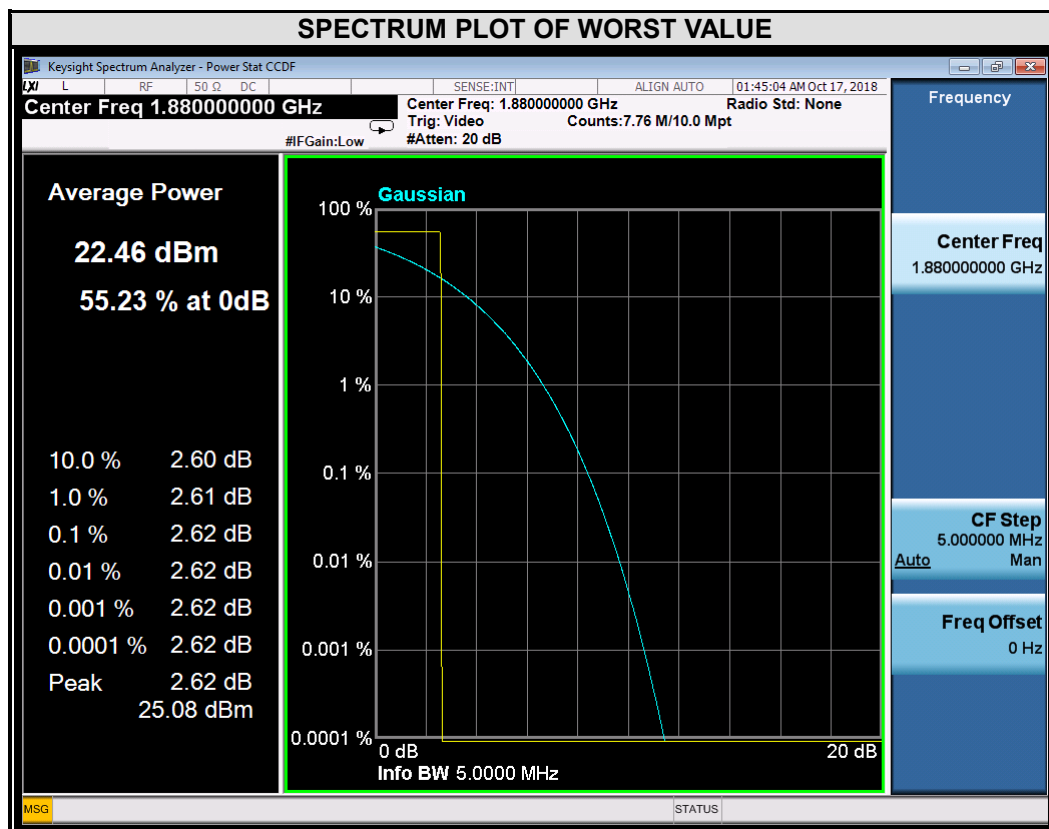 SPECTRUM PLOT OF WORST VALUE
Keysight Spectrum Analyzer - Power Stat CCDF
LXI L RF 50 Ω DC SENSE:INT ALIGN AUTO 01:45:04 AM Oct 17, 2018
Center Freq 1.880000000 GHz
#IFGain:Low
Center Freq: 1.880000000 GHz Radio Std: None
Trig: Video Counts:7.76 M/10.0 Mpt
#Atten: 20 dB
Average Power
22.46 dBm
55.23 % at 0dB
10.0 % 2.60 dB
1.0 % 2.61 dB
0.1 % 2.62 dB
0.01 % 2.62 dB
0.001 % 2.62 dB
0.0001 % 2.62 dB
Peak 2.62 dB
25.08 dBm
Gaussian
100 %
10 %
1 %
0.1 %
0.01 %
0.001 %
0.0001 %
0 dB 20 dB
Info BW 5.0000 MHz
Frequency
Center Freq
1.880000000 GHz
CF Step
5.000000 MHz
Auto Man
Freq Offset
0 Hz
MSG STATUS